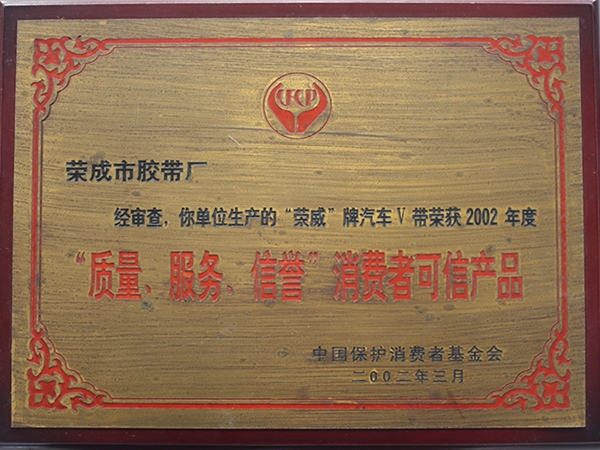 CFCP
荣成市胶带厂
经审查，你单位生产的“荣威”牌汽车V带荣获2002年度
“质量、服务、信誉”消费者可信产品
中国保护消费者基金会
二00二年三月